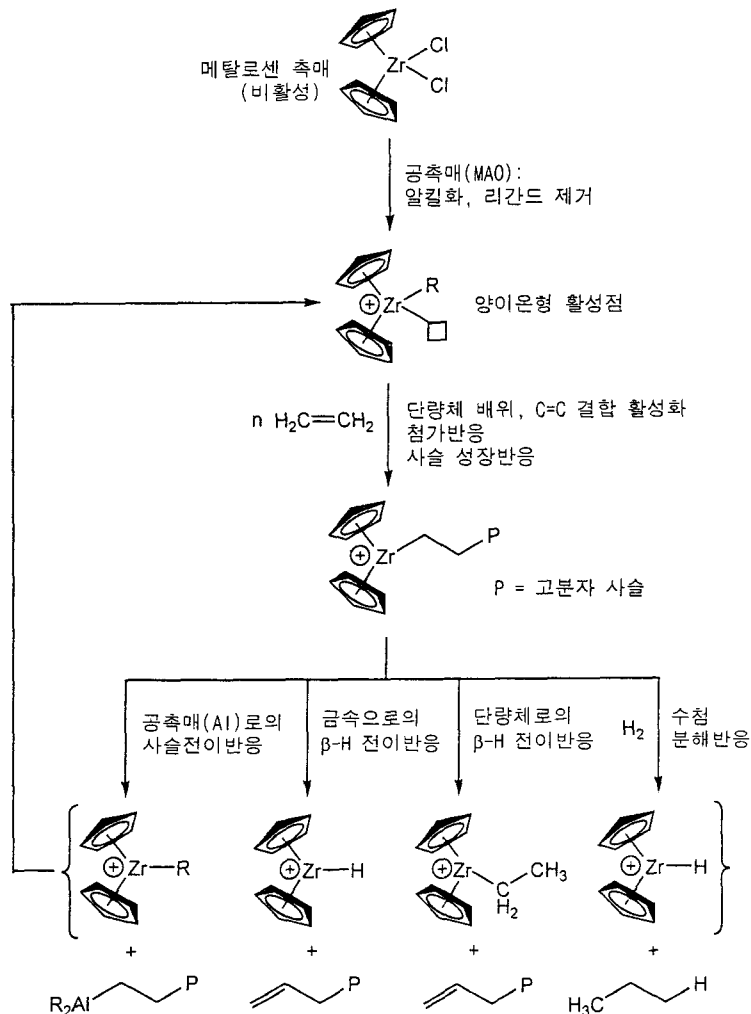 메탈로센 촉매
(비활성)
Zr
Cl
Cl
공촉매(MAO):
알킬화, 리간드 제거
⊕ Zr
R
양이온형 활성점
n H₂C=CH₂
단량체 배위, C=C 결합 활성화
첨가반응
사슬 성장반응
⊕ Zr
P
P = 고분자 사슬
공촉매(Al)로의
사슬전이반응
금속으로의
β-H 전이반응
단량체로의
β-H 전이반응
H₂
수첨
분해반응
⊕ Zr—R
⊕ Zr—H
⊕ Zr
C
H₂
CH₃
⊕ Zr—H
+
+
+
+
R₂Al
P
P
P
H₃C
H